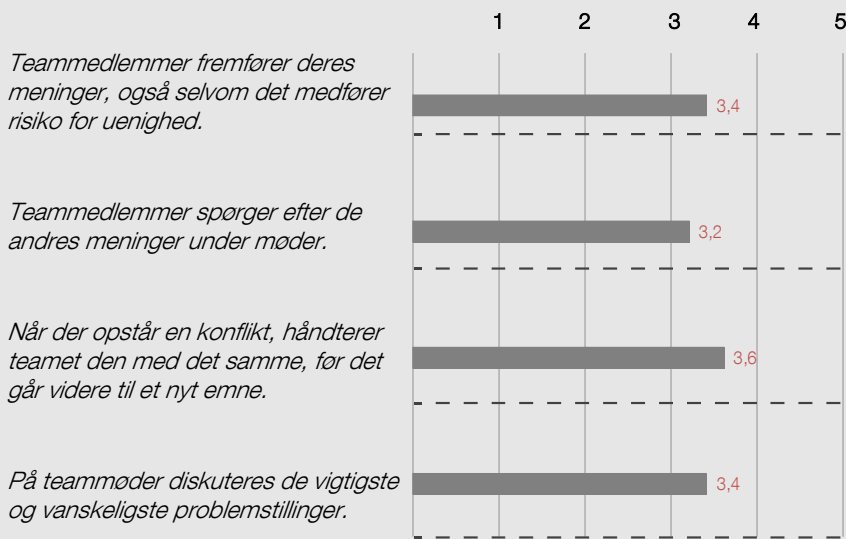 1 2 3 4 5
Teammedlemmer fremfører deres
meninger, også selvom det medfører
risiko for uenighed.
3,4
Teammedlemmer spørger efter de
andres meninger under møder.
3,2
Når der opstår en konflikt, håndterer
teamet den med det samme, før det
går videre til et nyt emne.
3,6
På teammøder diskuteres de vigtigste
og vanskeligste problemstillinger.
3,4